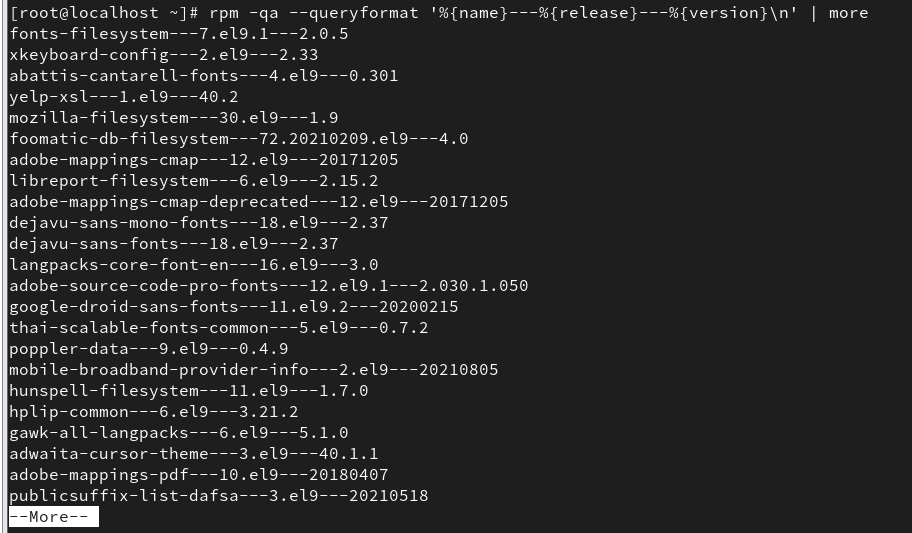 [root@localhost ~]# rpm -qa --queryformat '%{name}---%{release}---%{version}\n' | more
fonts-filesystem---7.el9.1---2.0.5
xkeyboard-config---2.el9---2.33
abattis-cantarell-fonts---4.el9---0.301
yelp-xsl---1.el9---40.2
mozilla-filesystem---30.el9---1.9
foomatic-db-filesystem---72.20210209.el9---4.0
adobe-mappings-cmap---12.el9---20171205
libreport-filesystem---6.el9---2.15.2
adobe-mappings-cmap-deprecated---12.el9---20171205
dejavu-sans-mono-fonts---18.el9---2.37
dejavu-sans-fonts---18.el9---2.37
langpacks-core-font-en---16.el9---3.0
adobe-source-code-pro-fonts---12.el9.1---2.030.1.050
google-droid-sans-fonts---11.el9.2---20200215
thai-scalable-fonts-common---5.el9---0.7.2
poppler-data---9.el9---0.4.9
mobile-broadband-provider-info---2.el9---20210805
hunspell-filesystem---11.el9---1.7.0
hplip-common---6.el9---3.21.2
gawk-all-langpacks---6.el9---5.1.0
adwaita-cursor-theme---3.el9---40.1.1
adobe-mappings-pdf---10.el9---20180407
publicsuffix-list-dafsa---3.el9---20210518
--More--